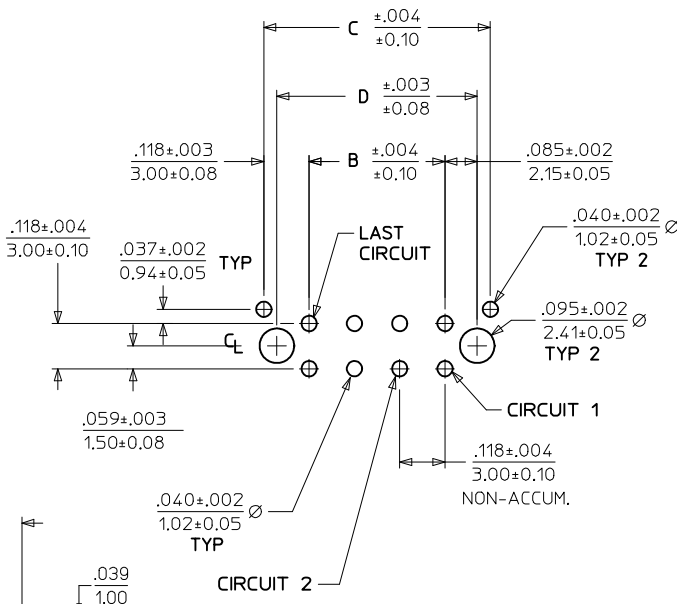 C ±.004
±0.10
D ±.003
±0.08
.118±.003
3.00±0.08
B ±.004
±0.10
.085±.002
2.15±0.05
.118±.004
3.00±0.10
.037±.002
0.94±0.05
TYP
LAST
CIRCUIT
.040±.002
1.02±0.05 Ø
TYP 2
CL
.095±.002
2.41±0.05 Ø
TYP 2
.059±.003
1.50±0.08
CIRCUIT 1
.118±.004
3.00±0.10
NON-ACCUM.
.040±.002
1.02±0.05 Ø
TYP
.039
1.00
CIRCUIT 2